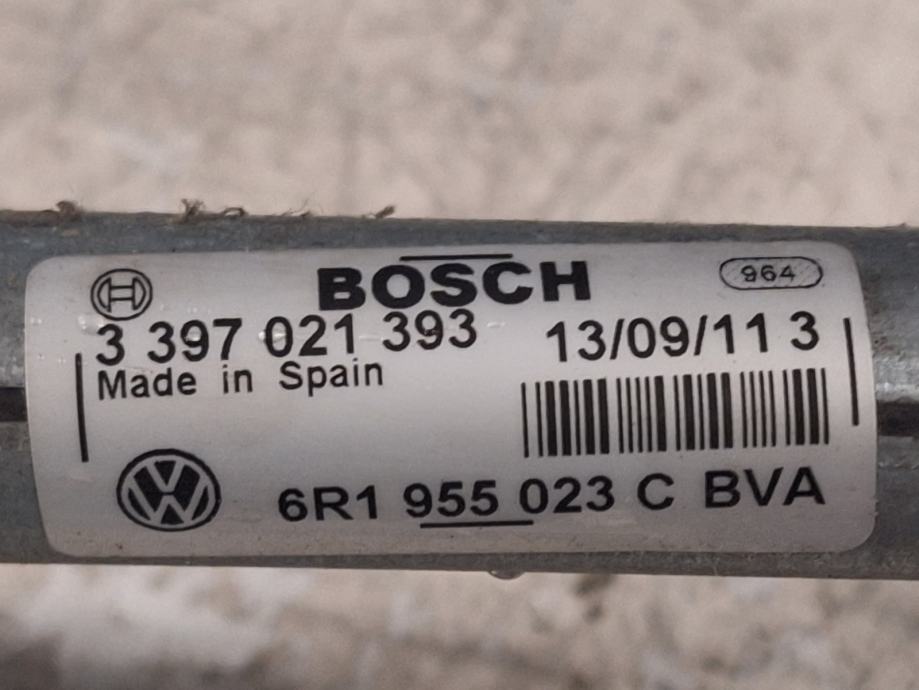 BOSCH
964
3 397 021 393
13/09/11 3
Made in Spain
6R1 955 023 C BVA